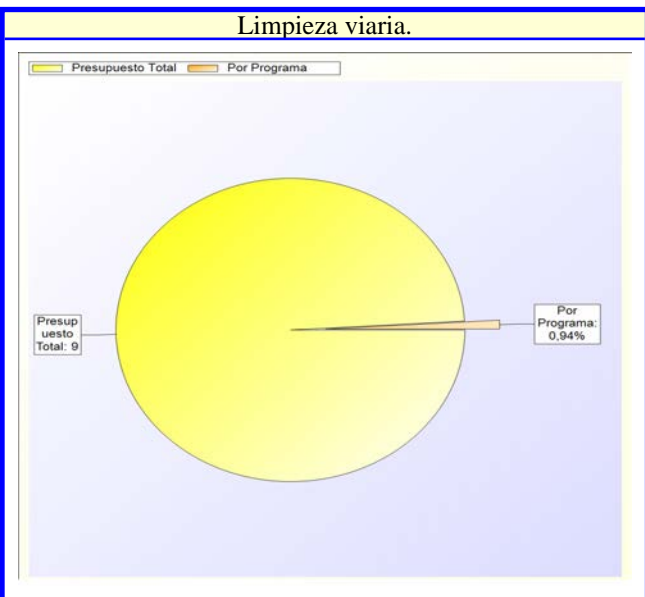 Limpieza viaria.
Presupuesto Total Por Programa
Presup
uesto
Total: 9
Por
Programa:
0,94%